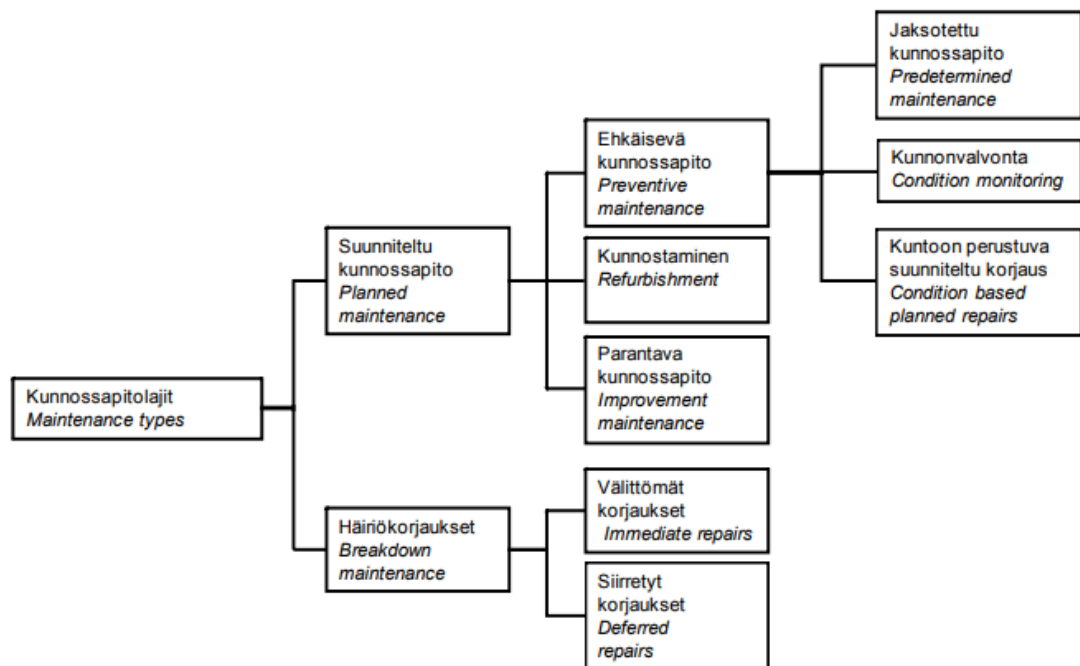 Jaksotettu
kunnossapito
Predetermined
maintenance
Ehkäisevä
kunnossapito
Preventive
maintenance
Kunnonvalvonta
Condition monitoring
Suunniteltu
kunnossapito
Planned
maintenance
Kunnostaminen
Refurbishment
Kuntoon perustuva
suunniteltu korjaus
Condition based
planned repairs
Parantava
kunnossapito
Improvement
maintenance
Kunnossapitolajit
Maintenance types
Häiriökorjaukset
Breakdown
maintenance
Välittömät
korjaukset
Immediate repairs
Siirretyt
korjaukset
Deferred
repairs